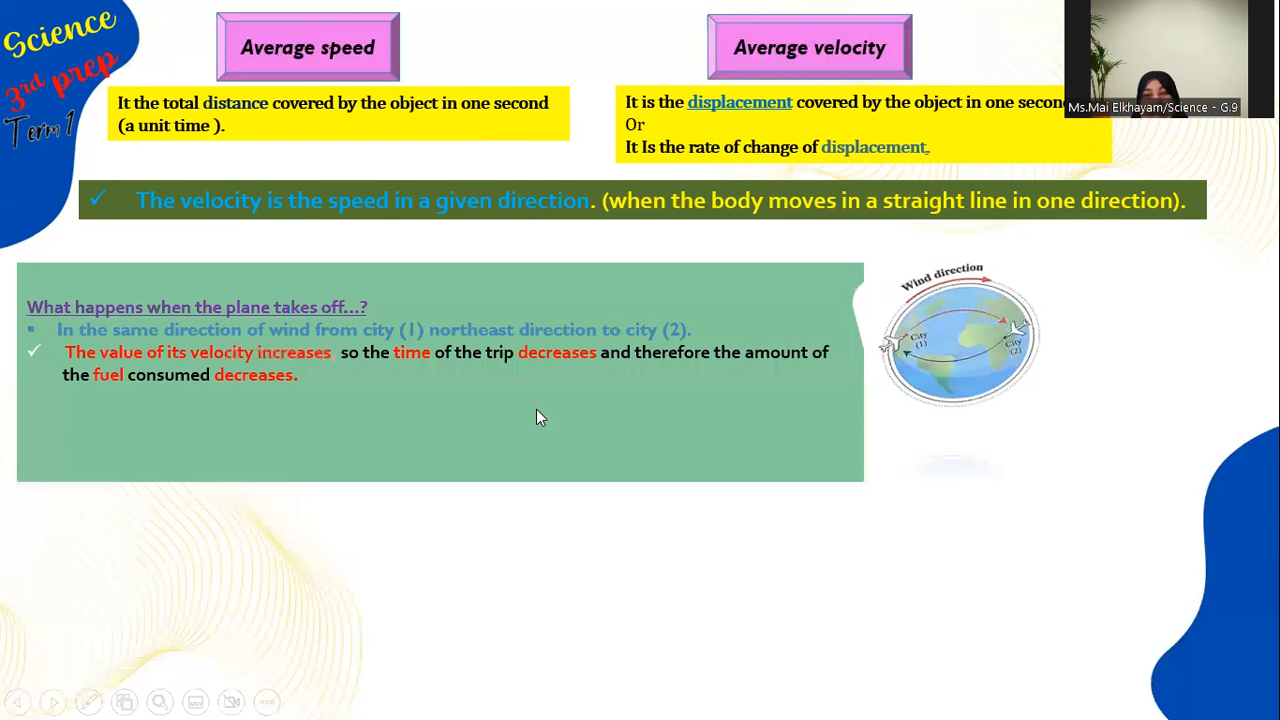 Science
3rd prep
Term 1
Average speed
Average velocity
It the total distance covered by the object in one second
(a unit time ).
It is the displacement covered by the object in one secon
Or
It Is the rate of change of displacement.
Ms.Mai Elkhayam/Science - G.9
✓ The velocity is the speed in a given direction. (when the body moves in a straight line in one direction).
What happens when the plane takes off...?
▪ In the same direction of wind from city (1) northeast direction to city (2).
✓ The value of its velocity increases so the time of the trip decreases and therefore the amount of
the fuel consumed decreases.
Wind direction
City
(1)
City
(2)